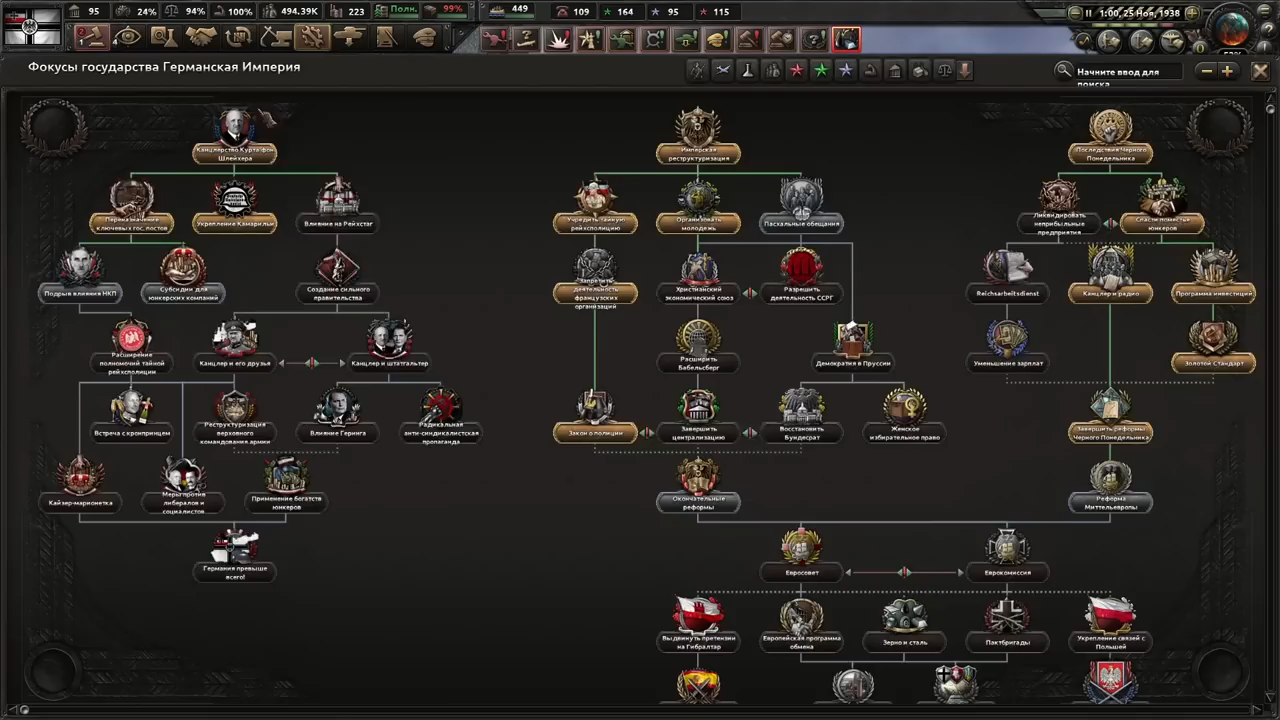 95
24%
94%
100%
494.39K
223
Полн.
99%
449
109
164
95
115
1:00, 25 Ноя, 1938
2
0
Фокусы государства Германская Империя
Начните ввод для
поиска
Канцлерство Курта фон
Шлейхера
Имперская
реструктуризация
Последствия Черного
Понедельника
Переназначение
ключевых гос. постов
Укрепление Камарильи
Влияние на Рейхстаг
Учредить тайную
рейхсполицию
Организовать
молодежь
Пасхальные обещания
Ликвидировать
неприбыльные
предприятия
Спасти поместья
юнкеров
Подрыв влияния НКП
Субсидии для
юнкерских компаний
Создание сильного
правительства
Запретить
деятельность
французских
организаций
Христианский
экономический союз
Разрешить
деятельность ССРГ
Reichsarbeitsdienst
Канцлер и радио
Программа инвестиций
Расширение
полномочий тайной
рейхсполиции
Канцлер и его друзья
Канцлер и штатгальтер
Расширить
Бабельсберг
Демократия в Пруссии
Уменьшение зарплат
Золотой Стандарт
Встреча с кронпринцем
Реструктуризация
верховного
командования армии
Влияние Геринга
Радикальная
анти-синдикалистская
пропаганда
Закон о полиции
Завершить
централизацию
Восстановить
Бундесрат
Женское
избирательное право
Завершить реформы
Черного Понедельника
Кайзер-марионетка
Меры против
либералов и
социалистов
Применение богатств
юнкеров
Окончательные
реформы
Реформа
Миттельевропы
Германия превыше
всего!
Евросовет
Еврокомиссия
Выдвинуть претензии
на Гибралтар
Европейская программа
обмена
Зерно и сталь
Пактбригады
Укрепление связей с
Польшей